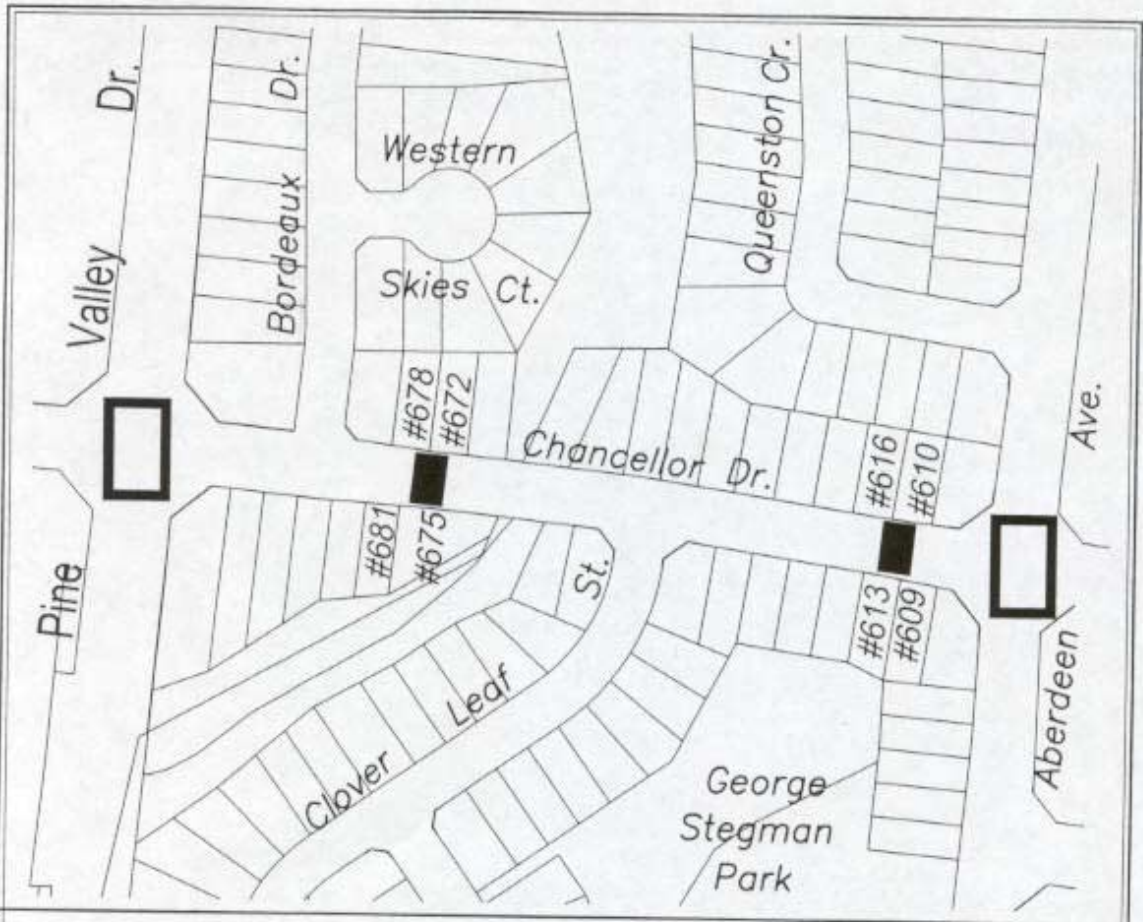 Pine Valley Dr.
Bordeaux Dr.
Western
Skies Ct.
Queenston Cr.
#678
#672
Chancellor Dr.
#616
#610
Ave.
#681
#675
Clover Leaf St.
#613
#609
Aberdeen
George
Stegman
Park